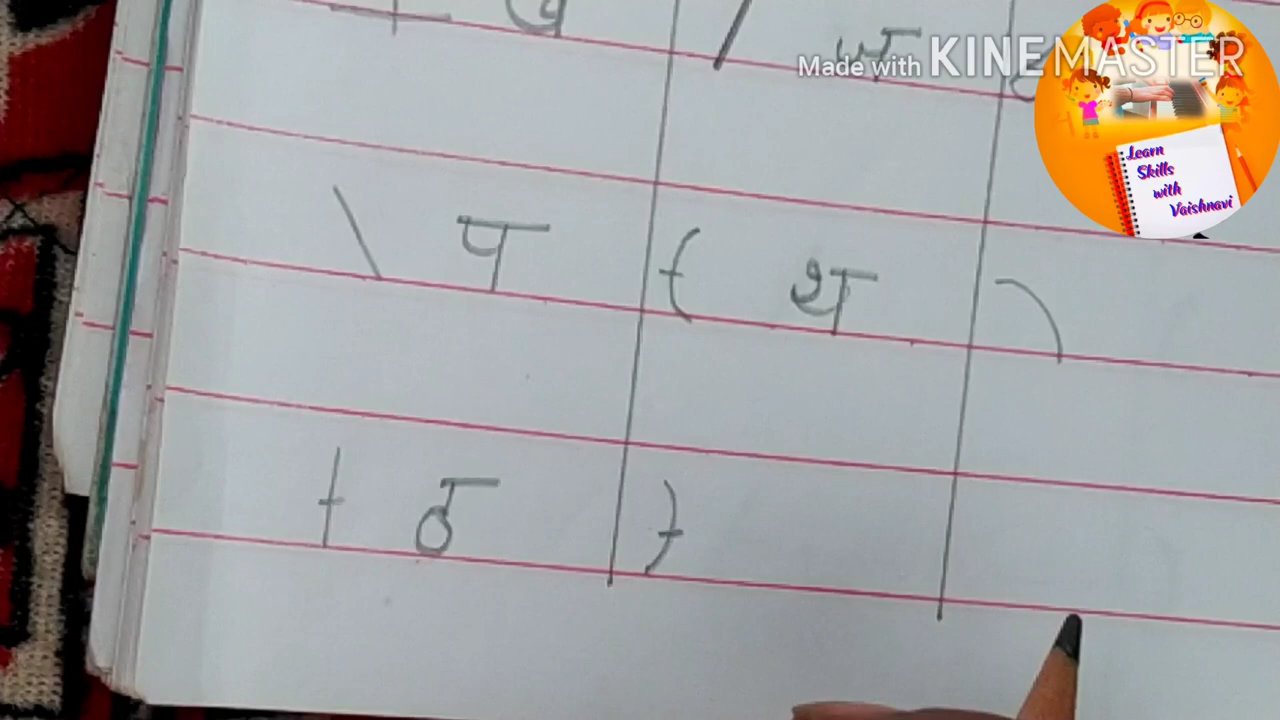 Made with KINEMASTER
Learn
Skills
with
Vaishnavi
प थ
ठ